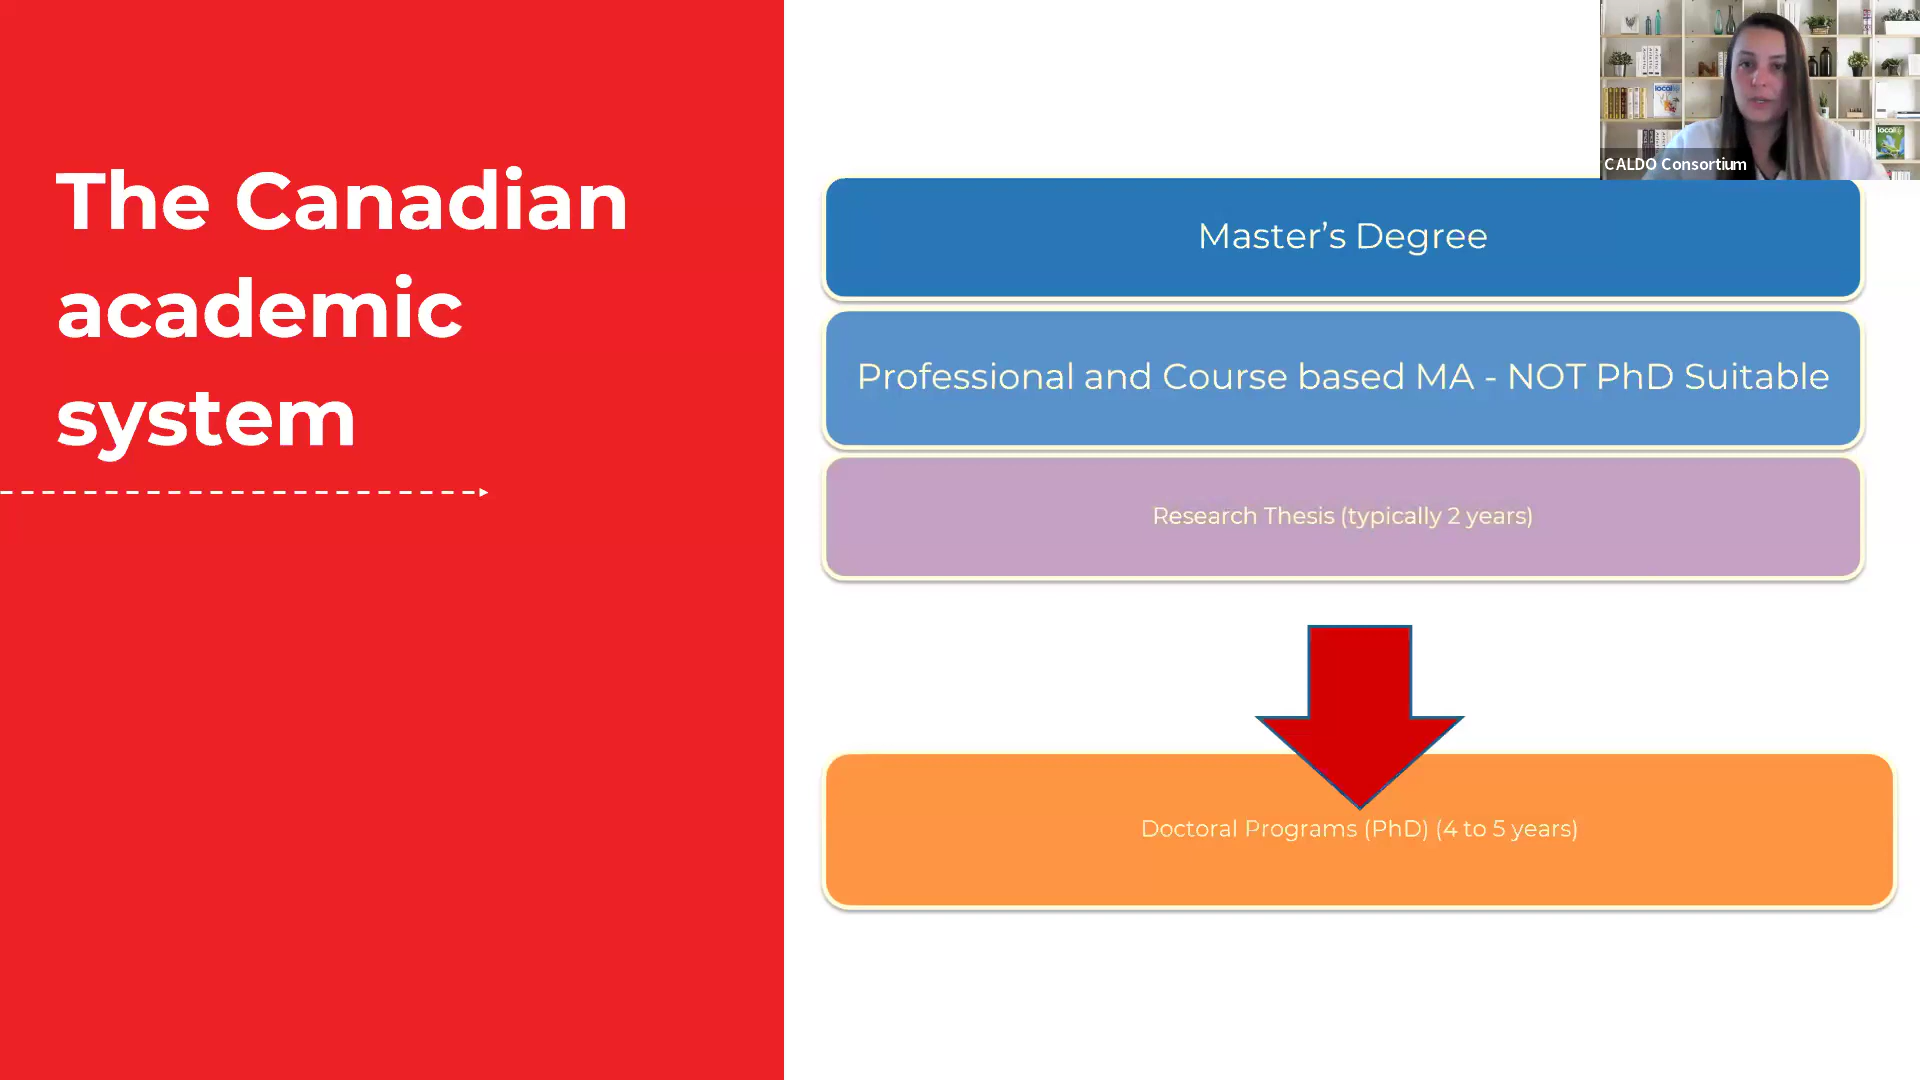 The Canadian
academic
system
CALDO Consortium
Master’s Degree
Professional and Course based MA - NOT PhD Suitable
Research Thesis (typically 2 years)
Doctoral Programs (PhD) (4 to 5 years)